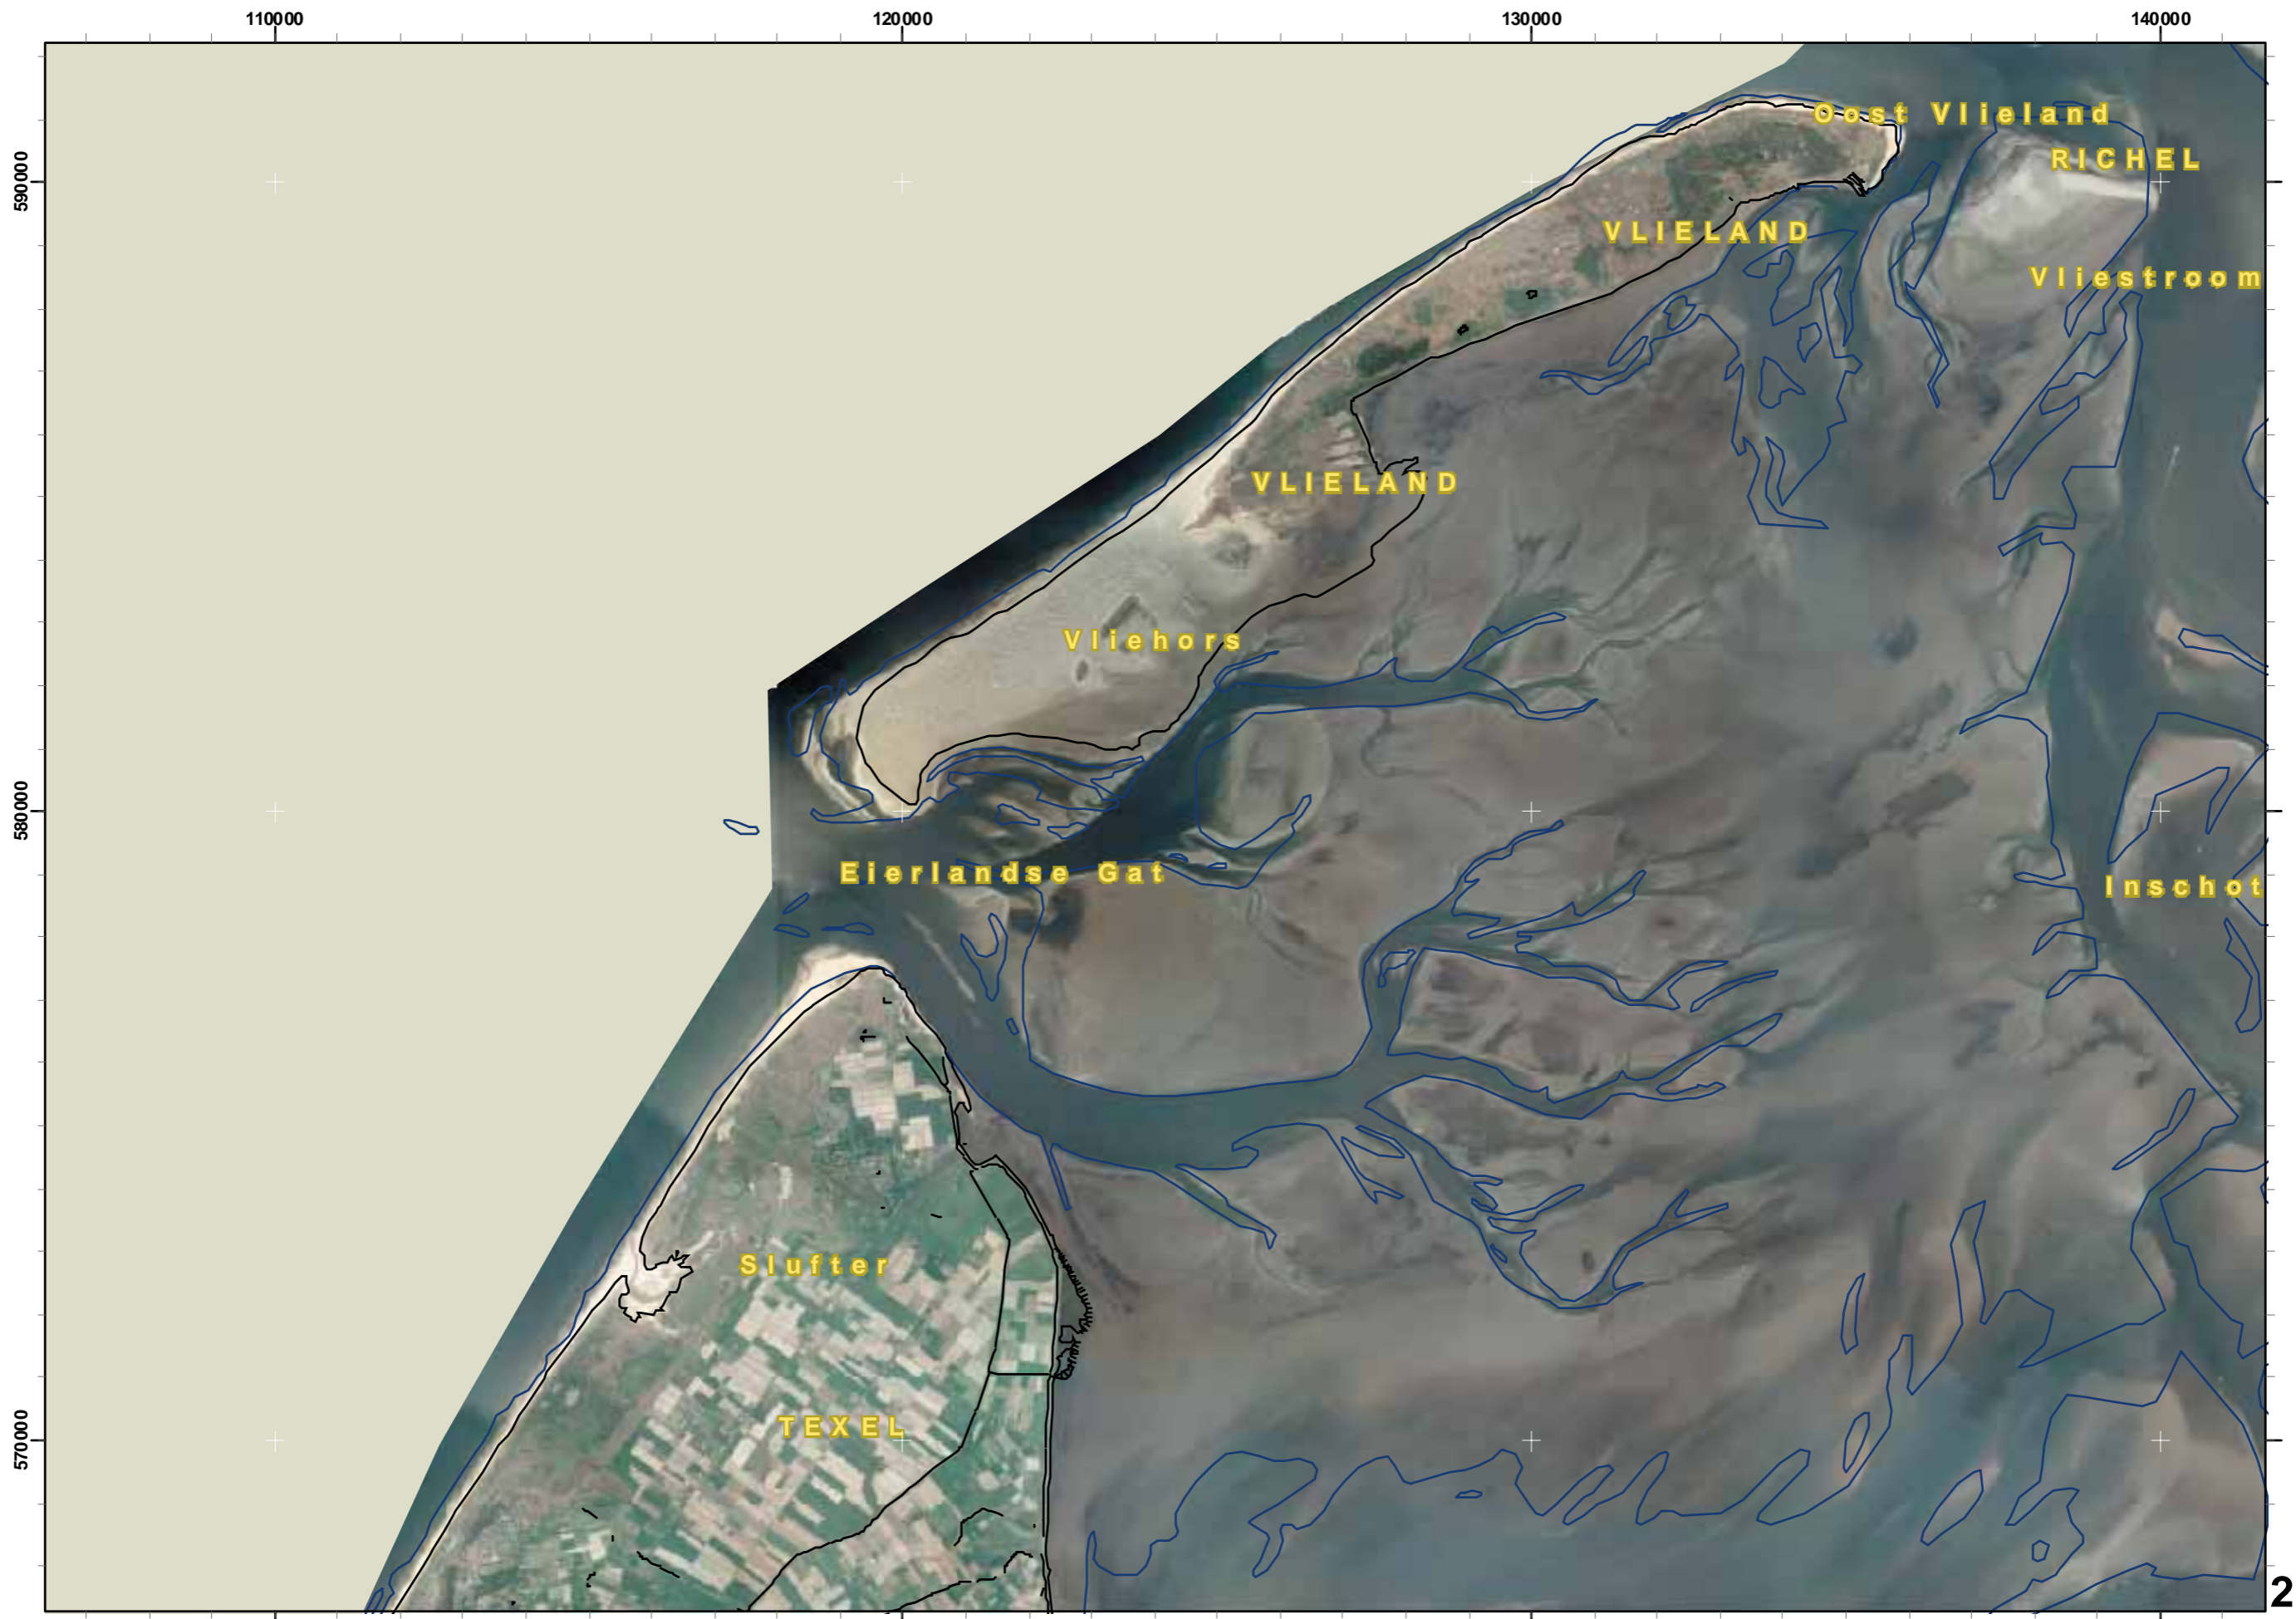 110000 120000 130000 140000
Oost Vlieland
RICHEL
590000
VLIELAND
Vliestroom
VLIELAND
Vliehors
580000
Eierlandse Gat
Inschot
Slufter
TEXEL
570000
2